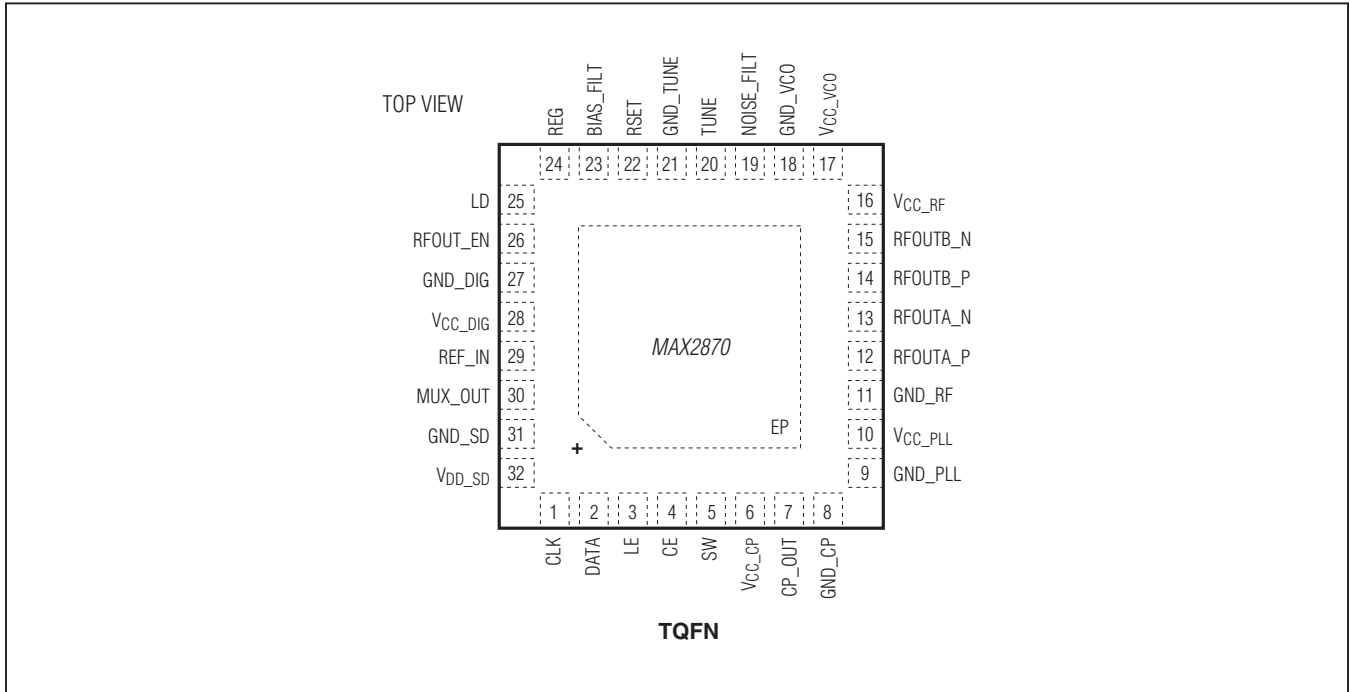 TOP VIEW
REG
BIAS_FILT
RSET
GND_TUNE
TUNE
NOISE_FILT
GND_VCO
VCC_VCO
24 23 22 21 20 19 18 17
LD 25
RFOUT_EN 26
GND_DIG 27
VCC_DIG 28
REF_IN 29
MUX_OUT 30
GND_SD 31
VDD_SD 32
16 VCC_RF
15 RFOUTB_N
14 RFOUTB_P
13 RFOUTA_N
12 RFOUTA_P
11 GND_RF
10 VCC_PLL
9 GND_PLL
MAX2870
EP
+
1 2 3 4 5 6 7 8
CLK
DATA
LE
CE
SW
VCC_CP
CP_OUT
GND_CP
TQFN